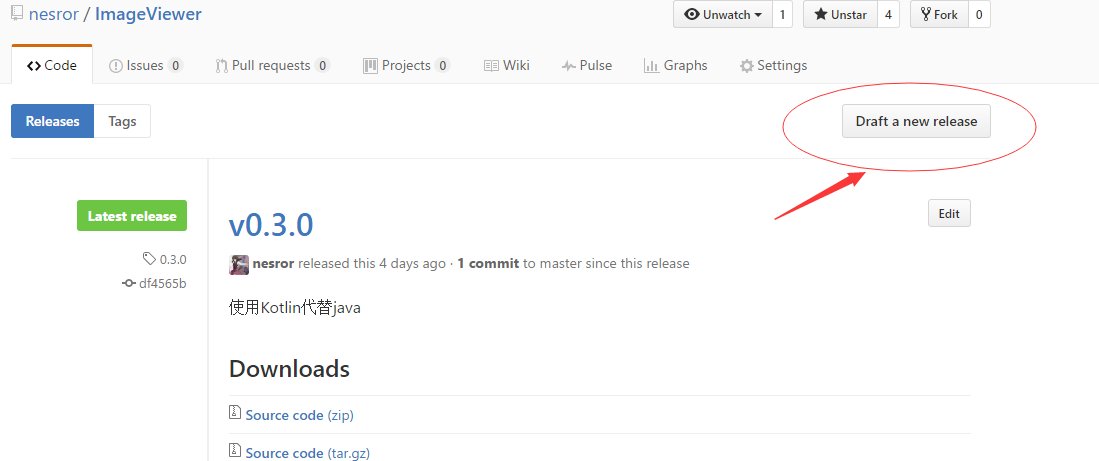 nesror / ImageViewer
Unwatch 1 Unstar 4 Fork 0
Code Issues 0 Pull requests 0 Projects 0 Wiki Pulse Graphs Settings
Releases Tags Draft a new release
Latest release
v0.3.0 Edit
0.3.0
nesror released this 4 days ago · 1 commit to master since this release
df4565b
使用Kotlin代替java
Downloads
Source code (zip)
Source code (tar.gz)